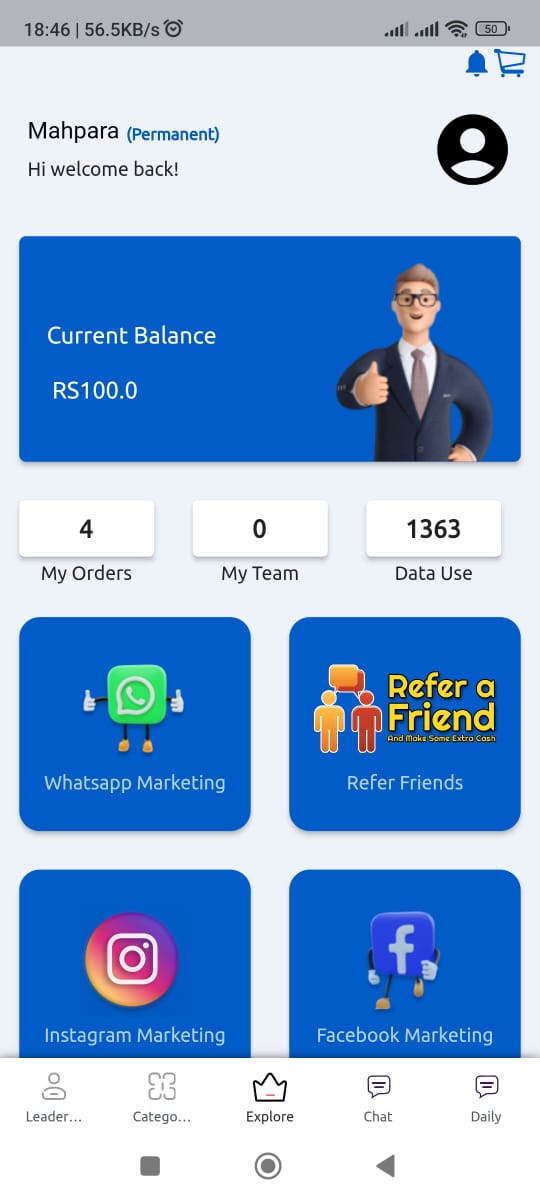 18:46 | 56.5KB/s
50
Mahpara (Permanent)
Hi welcome back!
Current Balance
RS100.0
4
0
1363
My Orders
My Team
Data Use
Refer a
Friend
And Make Some Extra Cash
Whatsapp Marketing
Refer Friends
Instagram Marketing
Facebook Marketing
Leader...
Catego...
Explore
Chat
Daily